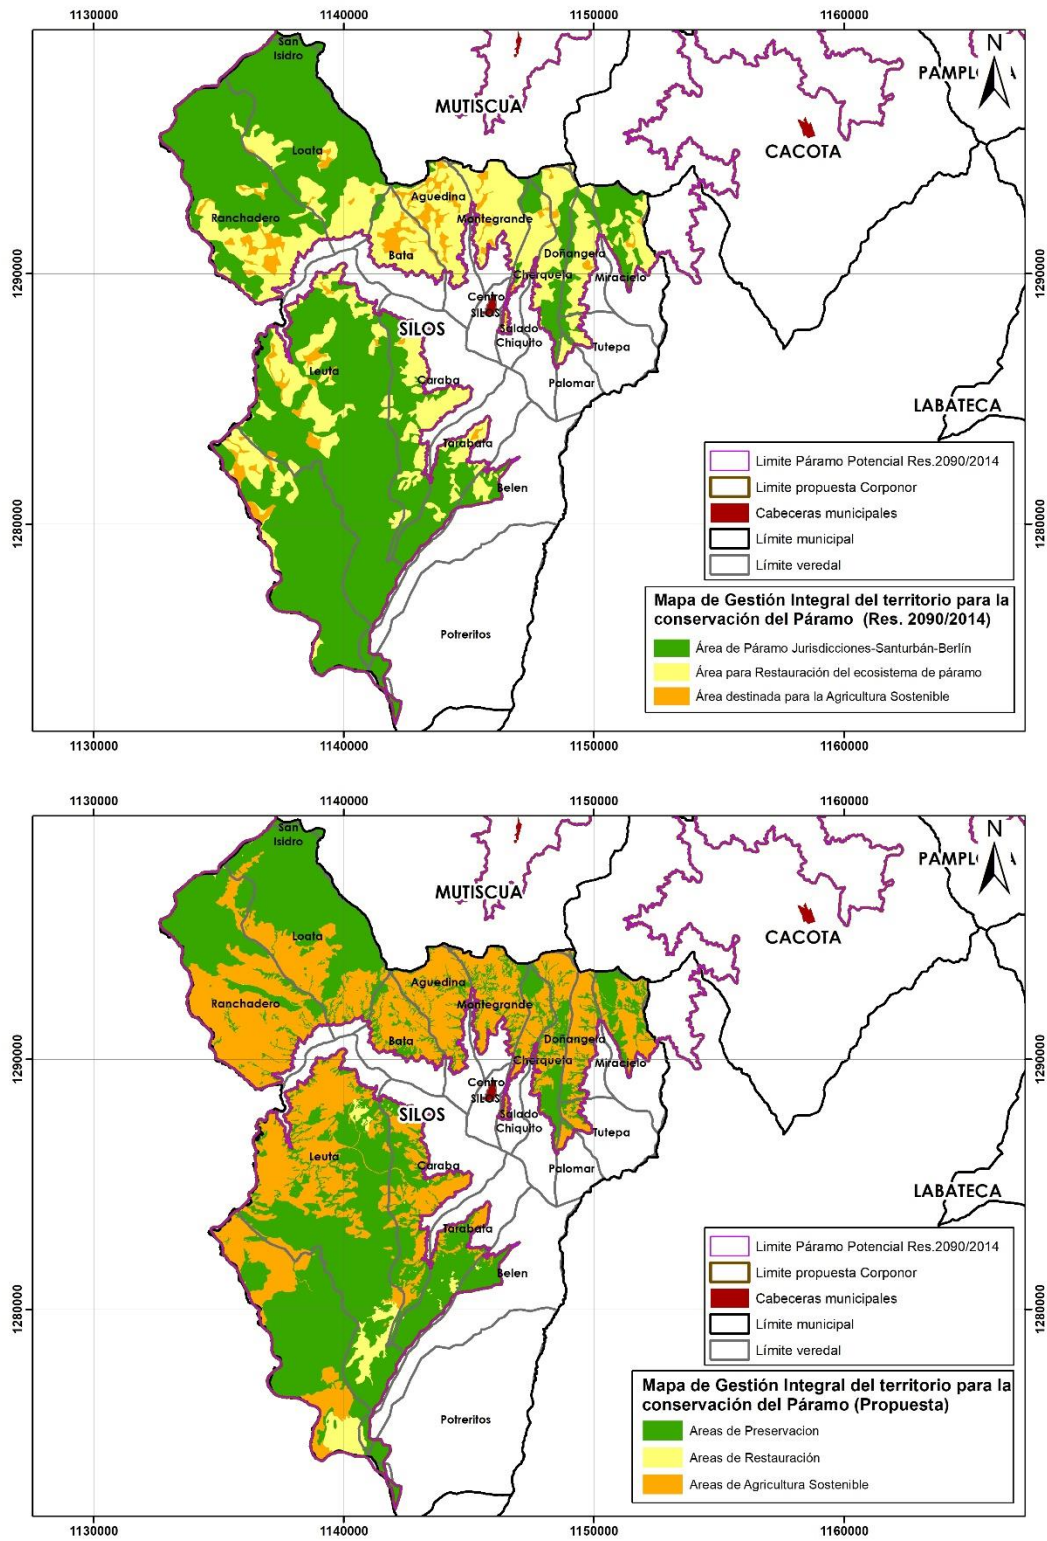 1130000 1140000 1150000 1160000
San
Isidro
N
PAMPL A
MUTISCUA
CACOTA
Loata
Aguedina
Ranchadero
Montegrande
Doñangela
Bata
1290000 1290000
Cherqueta
Miracielo
Centro
SILOS
SILOS
Salado
Chiquito
Tutepa
Leuta
Caraba
Palomar
LABATECA
Tarabata
Belen
1280000 1280000
Potreritos
Limite Páramo Potencial Res.2090/2014
Limite propuesta Corponor
Cabeceras municipales
Límite municipal
Límite veredal
Mapa de Gestión Integral del territorio para la
conservación del Páramo (Res. 2090/2014)
Área de Páramo Jurisdicciones-Santurbán-Berlín
Área para Restauración del ecosistema de páramo
Área destinada para la Agricultura Sostenible
1130000 1140000 1150000 1160000
1130000 1140000 1150000 1160000
San
Isidro
N
PAMPL A
MUTISCUA
CACOTA
Loata
Aguedina
Ranchadero
Montegrande
Doñangela
Bata
1290000 1290000
Cherqueta
Miracielo
Centro
SILOS
SILOS
Salado
Chiquito
Tutepa
Leuta
Caraba
Palomar
LABATECA
Tarabata
Belen
1280000 1280000
Potreritos
Limite Páramo Potencial Res.2090/2014
Limite propuesta Corponor
Cabeceras municipales
Límite municipal
Límite veredal
Mapa de Gestión Integral del territorio para la
conservación del Páramo (Propuesta)
Areas de Preservacion
Areas de Restauración
Areas de Agricultura Sostenible
1130000 1140000 1150000 1160000